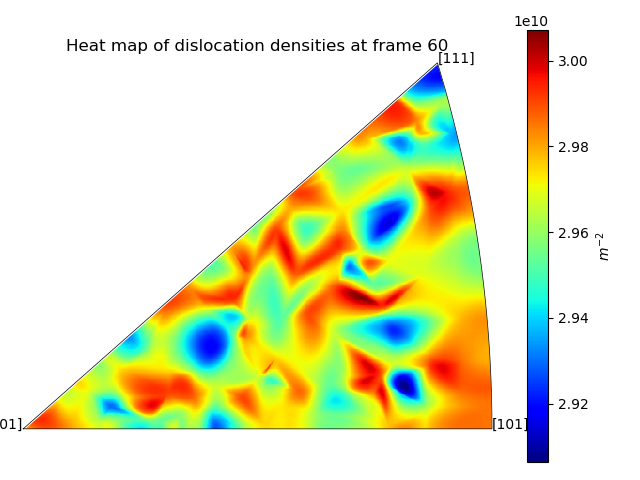 1e10
Heat map of dislocation densities at frame 60
[111]
3.00
2.98
2.96
m⁻²
2.94
2.92
01]
[101]